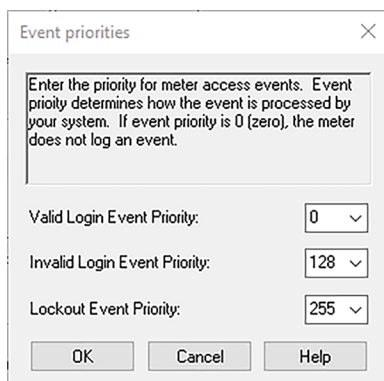 Event priorities
Enter the priority for meter access events. Event
prioity determines how the event is processed by
your system. If event priority is 0 (zero), the meter
does not log an event.
Valid Login Event Priority: 0
Invalid Login Event Priority: 128
Lockout Event Priority: 255
OK Cancel Help